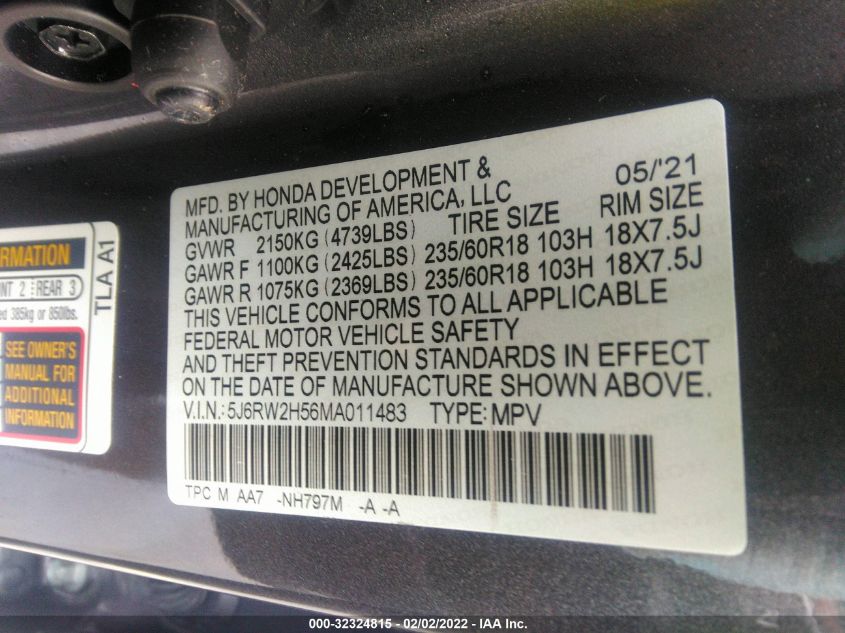 ORMATION
NT 2 REAR 3
ed 385kg or 850lbs.
SEE OWNER'S
MANUAL FOR
ADDITIONAL
INFORMATION
TLA A1
MFD. BY HONDA DEVELOPMENT & 05/'21
MANUFACTURING OF AMERICA, LLC
TIRE SIZE RIM SIZE
GVWR 2150KG (4739LBS)
GAWR F 1100KG (2425LBS) 235/60R18 103H 18X7.5J
GAWR R 1075KG (2369LBS) 235/60R18 103H 18X7.5J
THIS VEHICLE CONFORMS TO ALL APPLICABLE
FEDERAL MOTOR VEHICLE SAFETY
AND THEFT PREVENTION STANDARDS IN EFFECT
ON THE DATE OF MANUFACTURE SHOWN ABOVE.
V.I.N.: 5J6RW2H56MA011483 TYPE: MPV
TPC M AA7 -NH797M -A -A
000-32324815 - 02/02/2022 - IAA Inc.